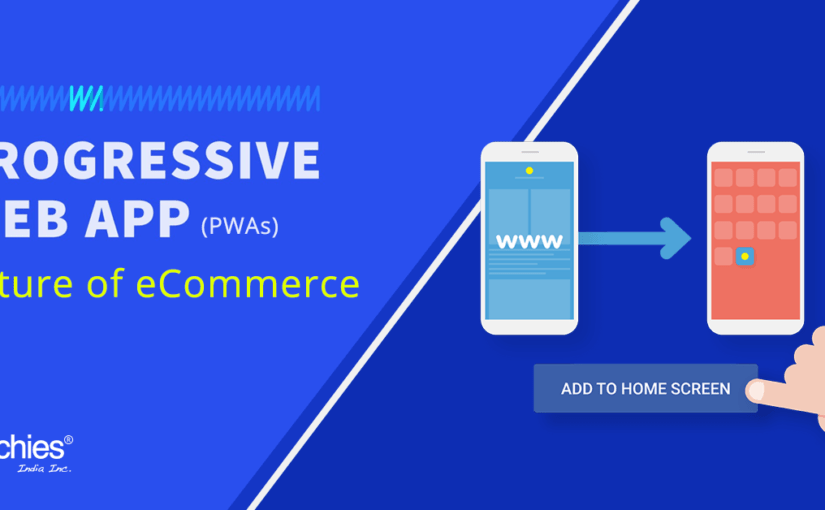 ROGRESSIVE
EB APP (PWAs)
ture of eCommerce
www
ADD TO HOME SCREEN
chies®
India Inc.